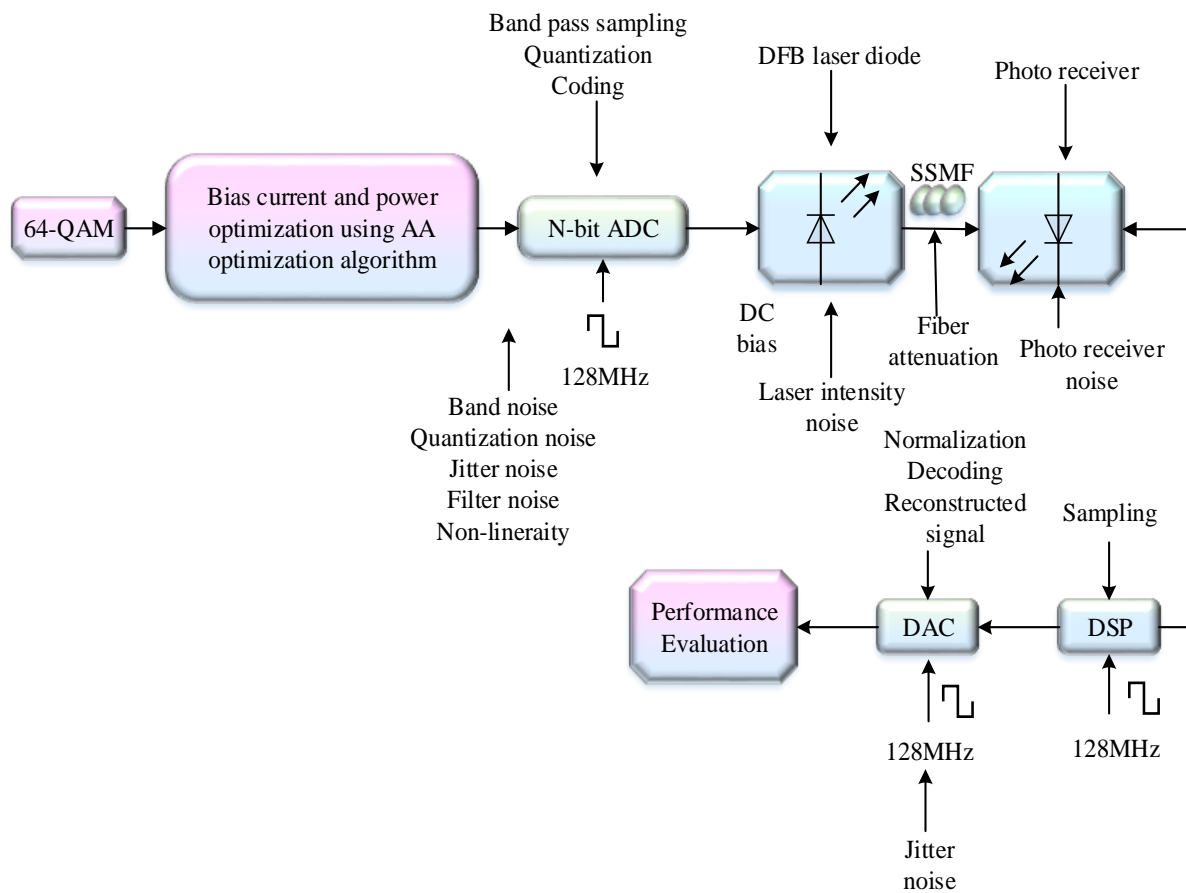 Band pass sampling
Quantization
Coding
DFB laser diode
Photo receiver
64-QAM
Bias current and power
optimization using AA
optimization algorithm
N-bit ADC
SSMF
128MHz
DC
bias
Fiber
attenuation
Laser intensity
noise
Photo receiver
noise
Band noise
Quantization noise
Jitter noise
Filter noise
Non-lineraity
Normalization
Decoding
Reconstructed
signal
Sampling
Performance
Evaluation
DAC
DSP
128MHz
128MHz
Jitter
noise